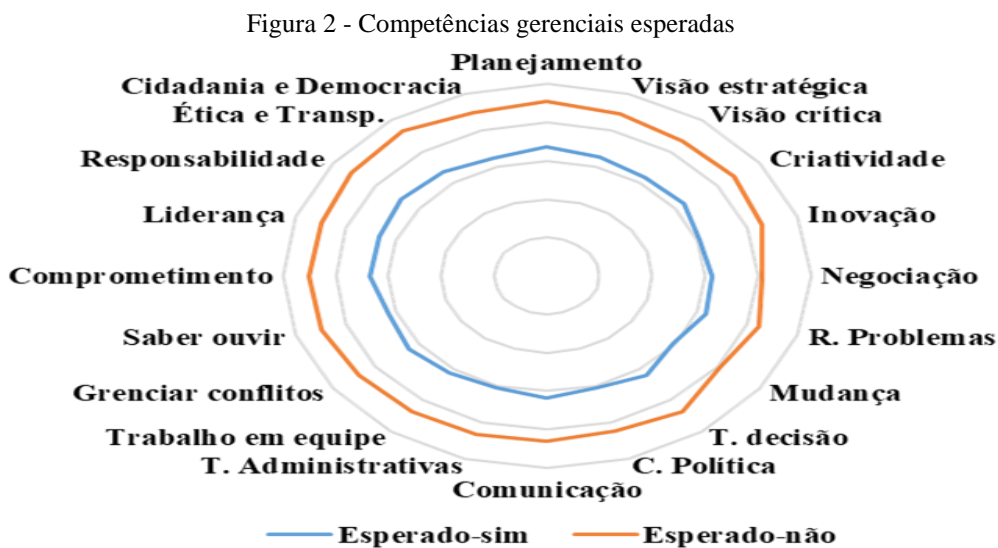 Figura 2 - Competências gerenciais esperadas
Planejamento
Visão estratégica
Visão crítica
Criatividade
Inovação
Negociação
R. Problemas
Mudança
T. decisão
C. Política
Comunicação
T. Administrativas
Trabalho em equipe
Grenciar conflitos
Saber ouvir
Comprometimento
Liderança
Responsabilidade
Ética e Transp.
Cidadania e Democracia
Esperado-sim
Esperado-não